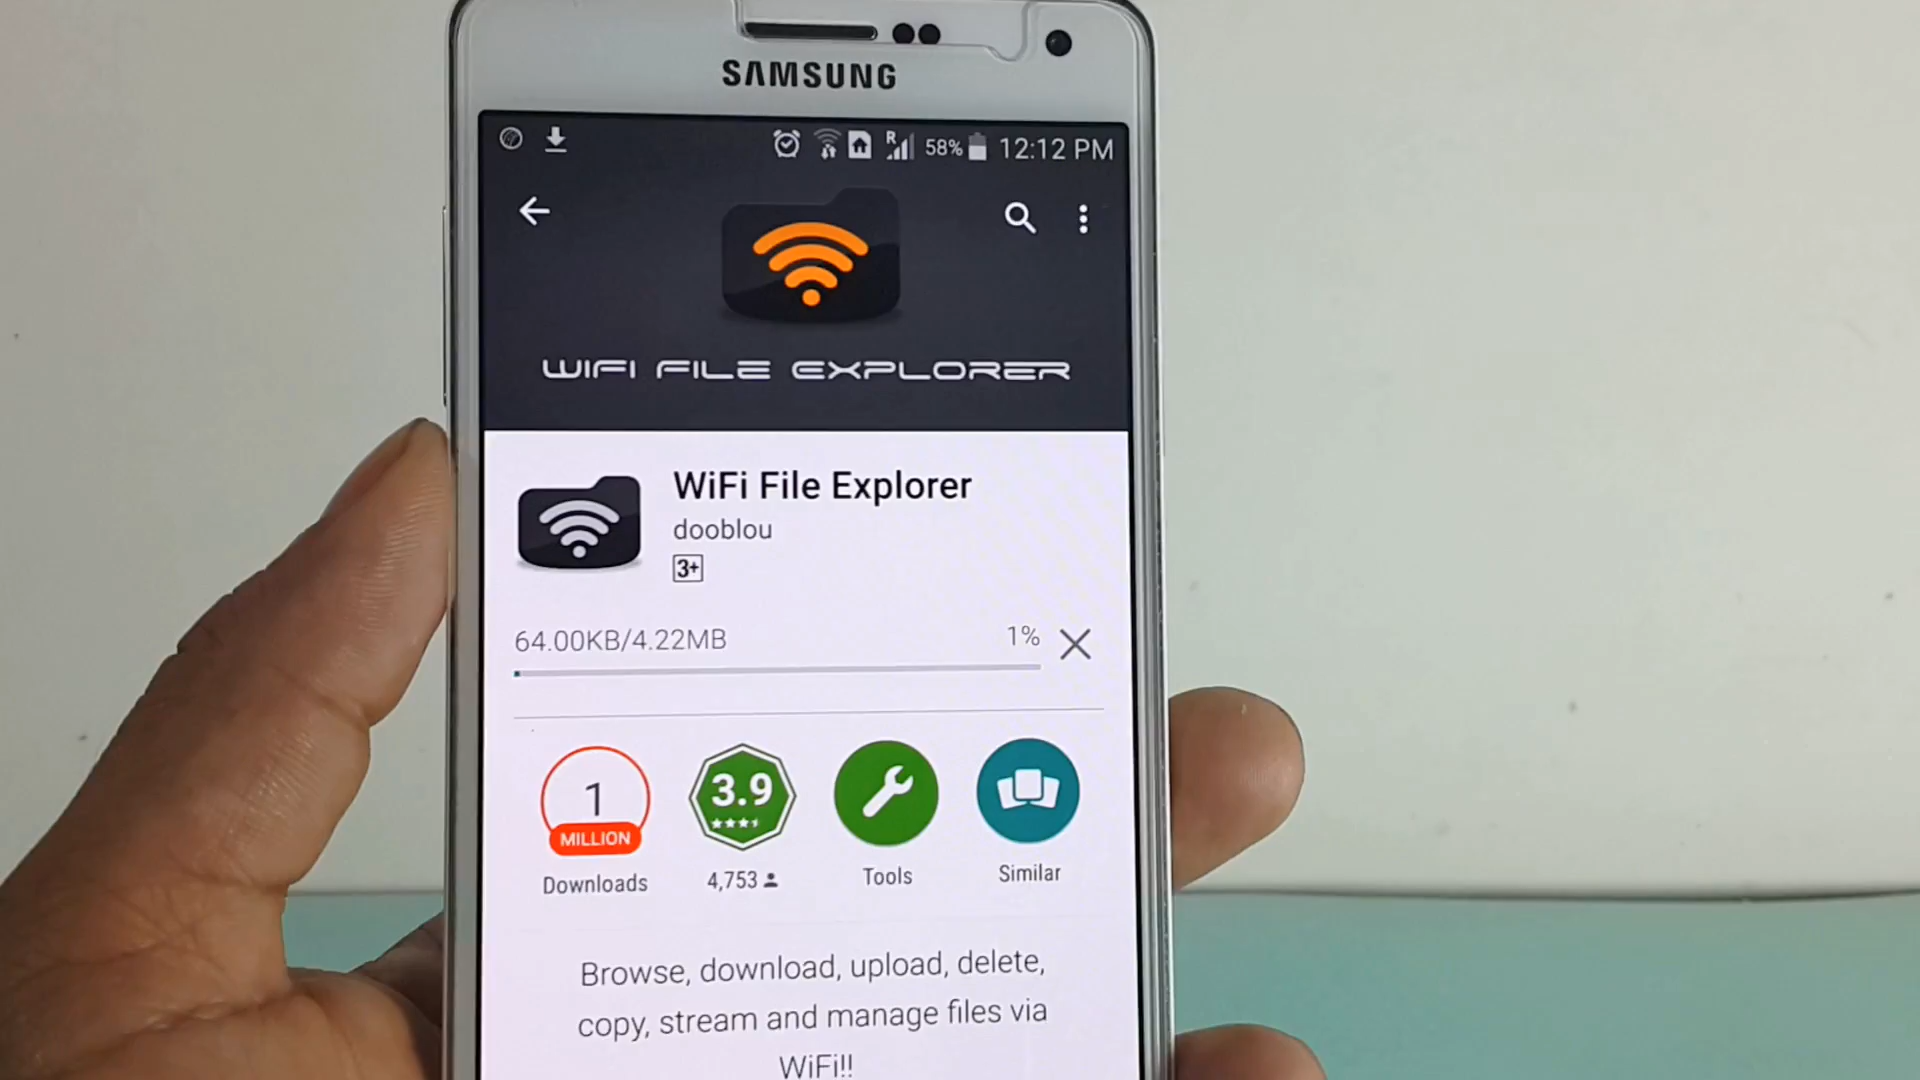 SAMSUNG
R 58% 12:12 PM
WIFI FILE EXPLORER
WiFi File Explorer
dooblou
3+
64.00KB/4.22MB 1%
1 MILLION
3.9
Downloads 4,753 Tools Similar
Browse, download, upload, delete,
copy, stream and manage files via
WiFi!!